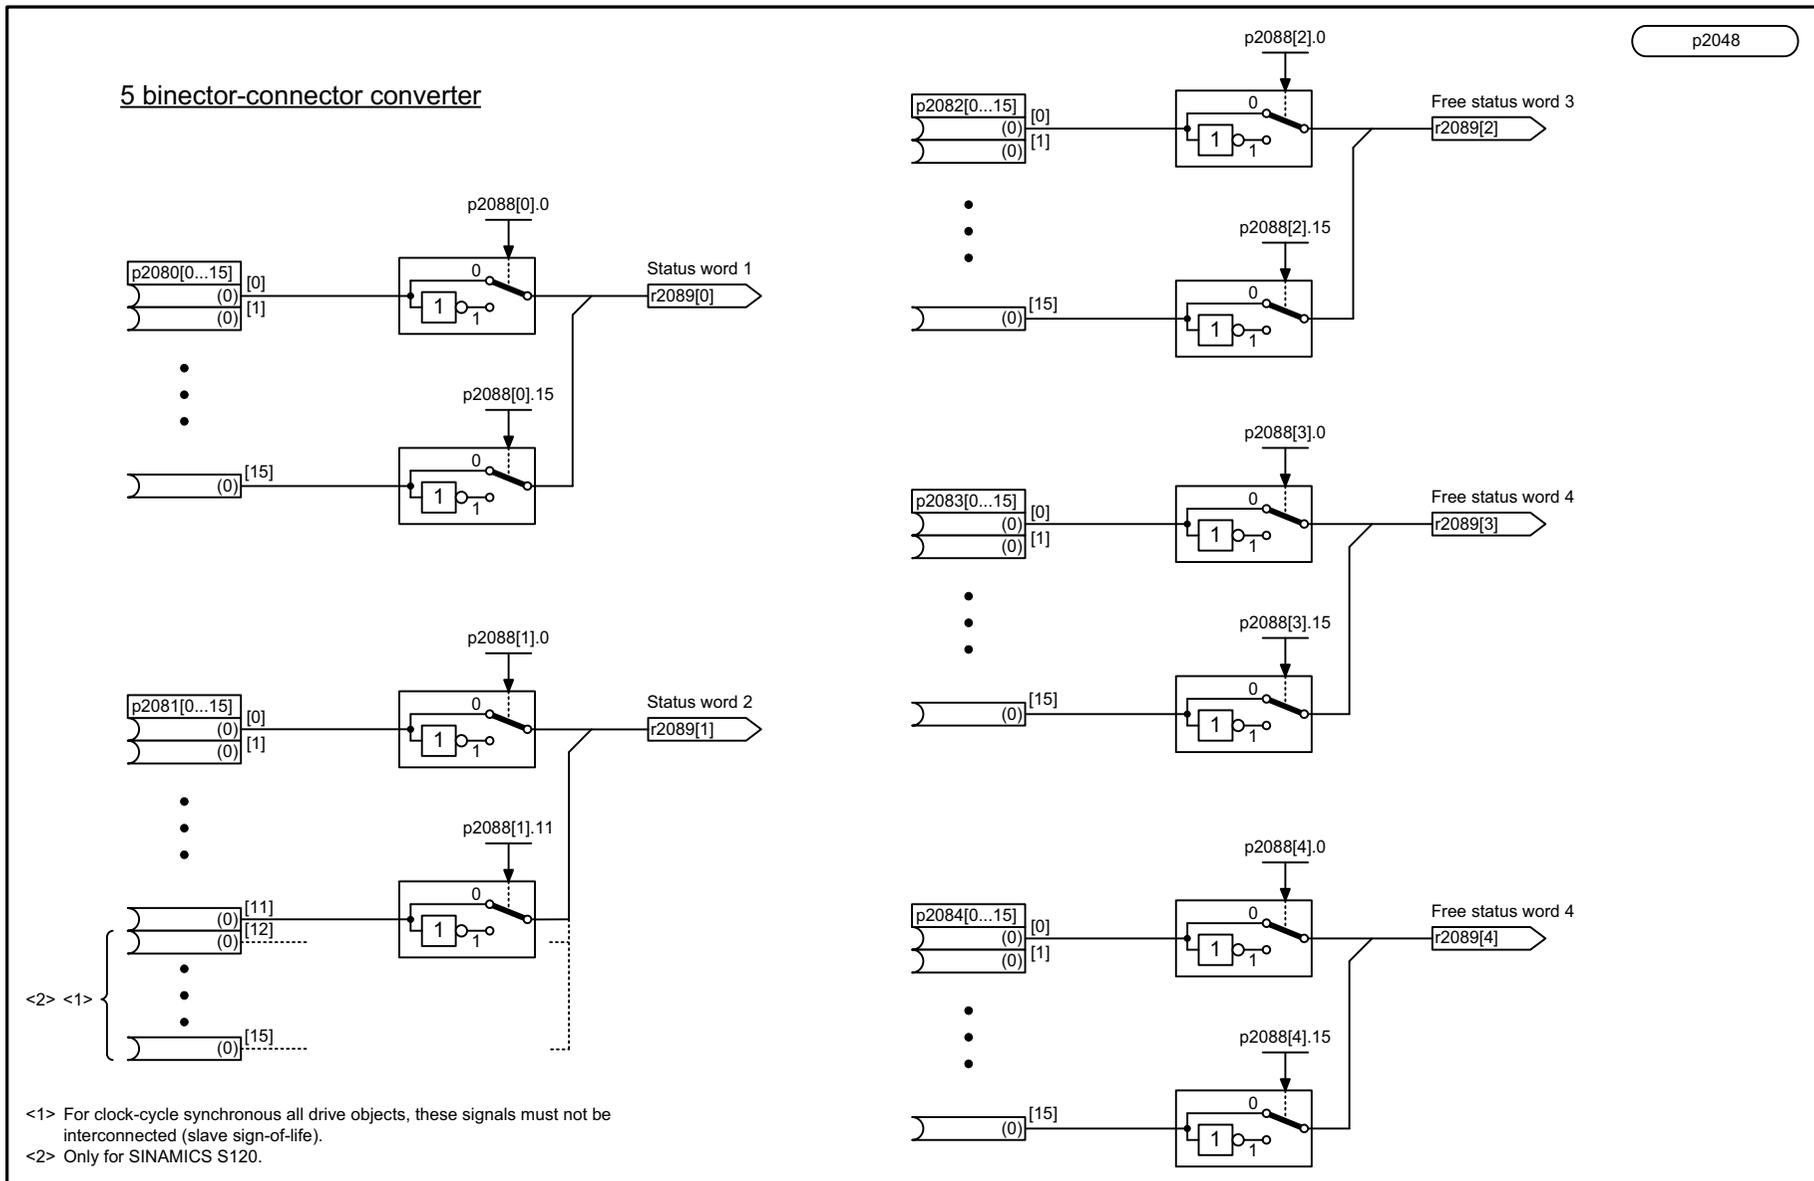 p2048
5 binector-connector converter
p2088[0].0
p2080[0...15]
[0]
(0)
[1]
(0)
0
1
1
Status word 1
r2089[0]
p2088[0].15
[15]
(0)
0
1
1
p2088[1].0
p2081[0...15]
[0]
(0)
[1]
(0)
0
1
1
Status word 2
r2089[1]
p2088[1].11
[11]
(0)
[12]
(0)
0
1
1
<2> <1>
[15]
(0)
<1> For clock-cycle synchronous all drive objects, these signals must not be
interconnected (slave sign-of-life).
<2> Only for SINAMICS S120.
p2088[2].0
p2082[0...15]
[0]
(0)
[1]
(0)
0
1
1
Free status word 3
r2089[2]
p2088[2].15
[15]
(0)
0
1
1
p2088[3].0
p2083[0...15]
[0]
(0)
[1]
(0)
0
1
1
Free status word 4
r2089[3]
p2088[3].15
[15]
(0)
0
1
1
p2088[4].0
p2084[0...15]
[0]
(0)
[1]
(0)
0
1
1
Free status word 4
r2089[4]
p2088[4].15
[15]
(0)
0
1
1